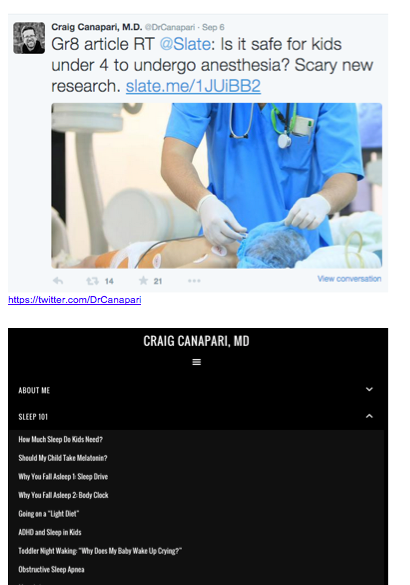 Craig Canapari, M.D. @DrCanapari · Sep 6
Gr8 article RT @Slate: Is it safe for kids
under 4 to undergo anesthesia? Scary new
research. slate.me/1JUiBB2
14 21 View conversation
https://twitter.com/DrCanapari
CRAIG CANAPARI, MD
ABOUT ME
SLEEP 101
How Much Sleep Do Kids Need?
Should My Child Take Melatonin?
Why You Fall Asleep 1: Sleep Drive
Why You Fall Asleep 2: Body Clock
Going on a "Light Diet"
ADHD and Sleep in Kids
Toddler Night Waking: "Why Does My Baby Wake Up Crying?"
Obstructive Sleep Apnea